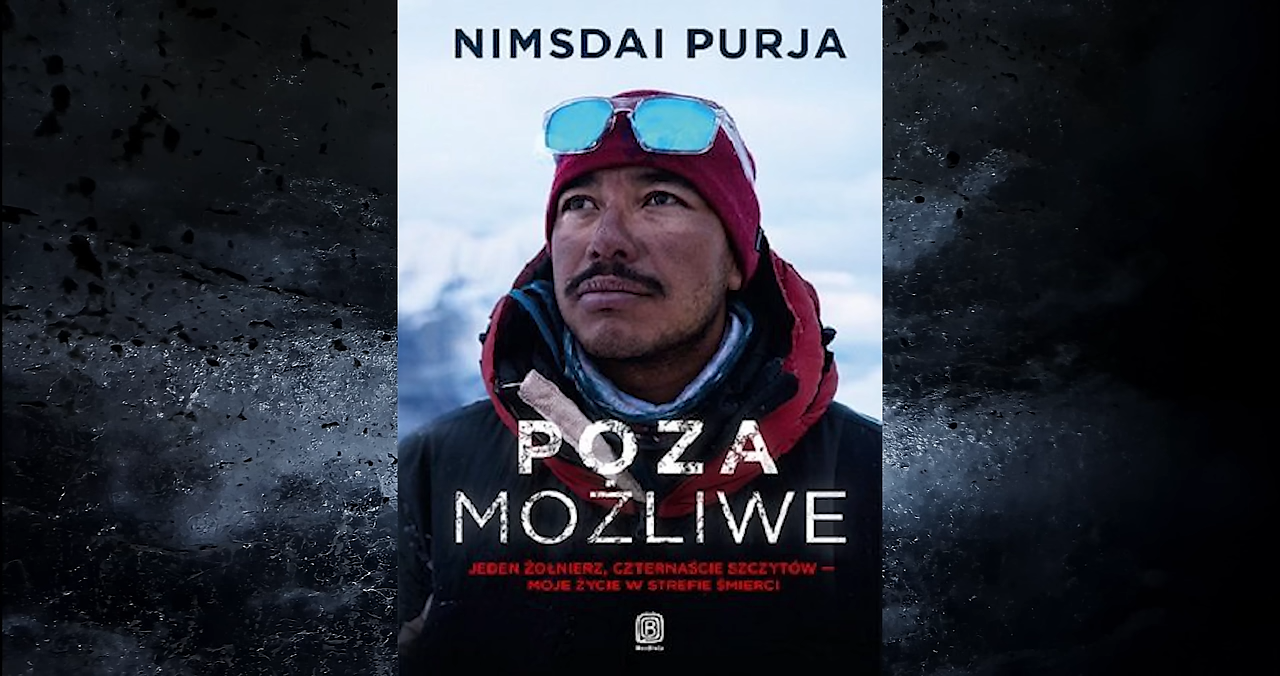 NIMSDAI PURJA
POZA
MOŻLIWE
JEDEN ŻOŁNIERZ, CZTERNAŚCIE SZCZYTÓW —
MOJE ŻYCIE W STREFIE ŚMIERCI
B